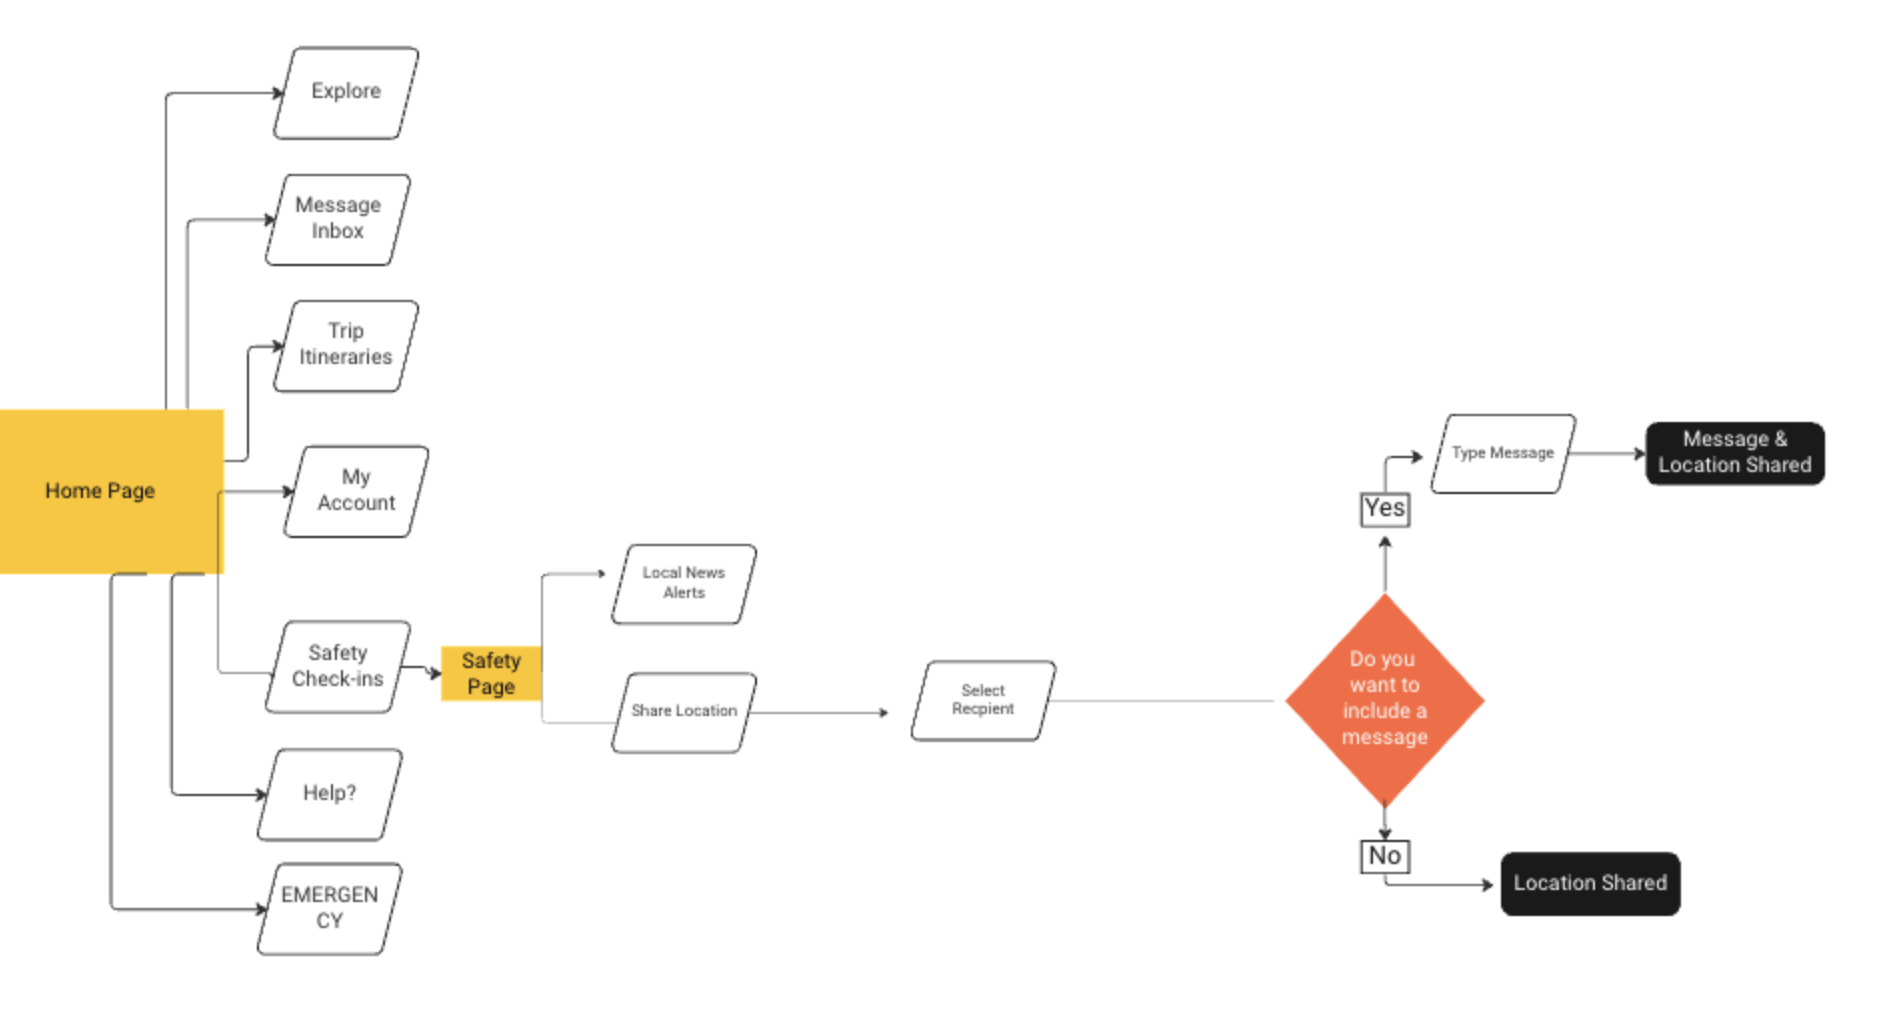 Explore
Message
Inbox
Trip
Itineraries
Home Page
My
Account
Safety
Check-ins
Help?
EMERGEN
CY
Safety
Page
Local News
Alerts
Share Location
Select
Recpient
Do you
want to
include a
message
Yes
Type Message
Message &
Location Shared
No
Location Shared